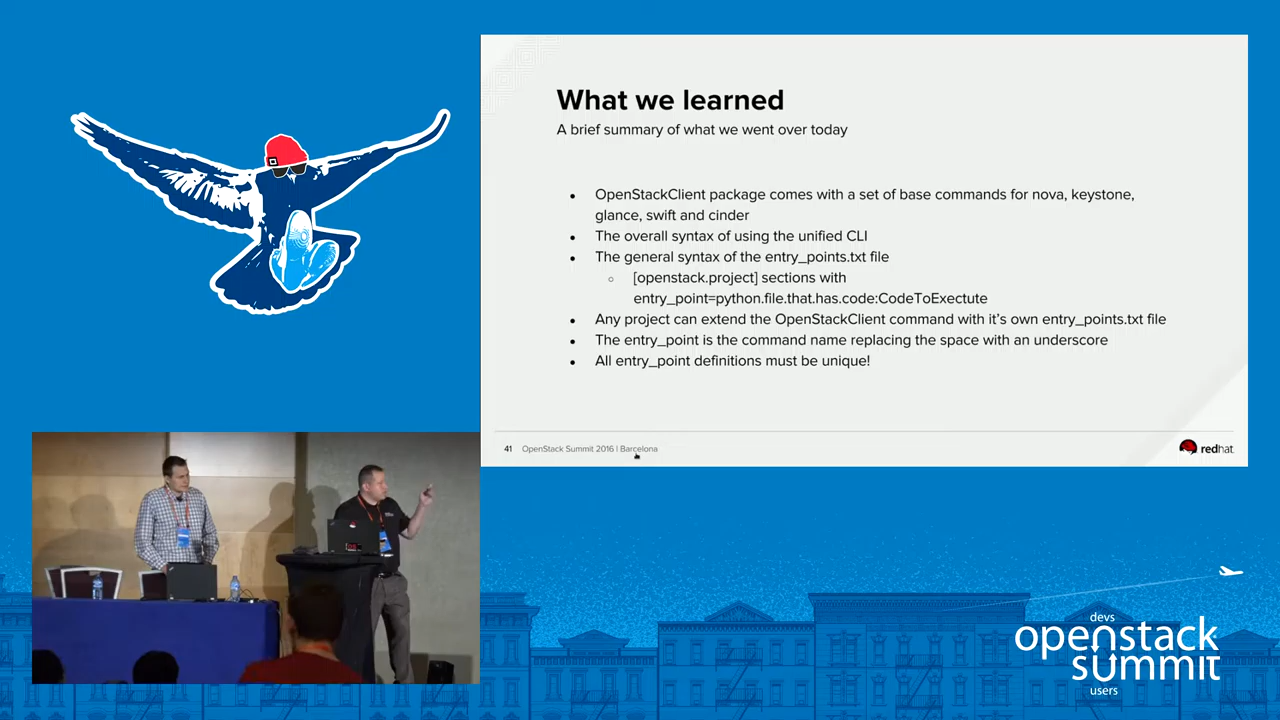 What we learned
A brief summary of what we went over today
OpenStackClient package comes with a set of base commands for nova, keystone,
glance, swift and cinder
The overall syntax of using the unified CLI
The general syntax of the entry_points.txt file
[openstack.project] sections with
entry_point=python.file.that.has.code:CodeToExectute
Any project can extend the OpenStackClient command with it's own entry_points.txt file
The entry_point is the command name replacing the space with an underscore
All entry_point definitions must be unique!
41 OpenStack Summit 2016 | Barcelona
redhat
devs
openstack
summit
users